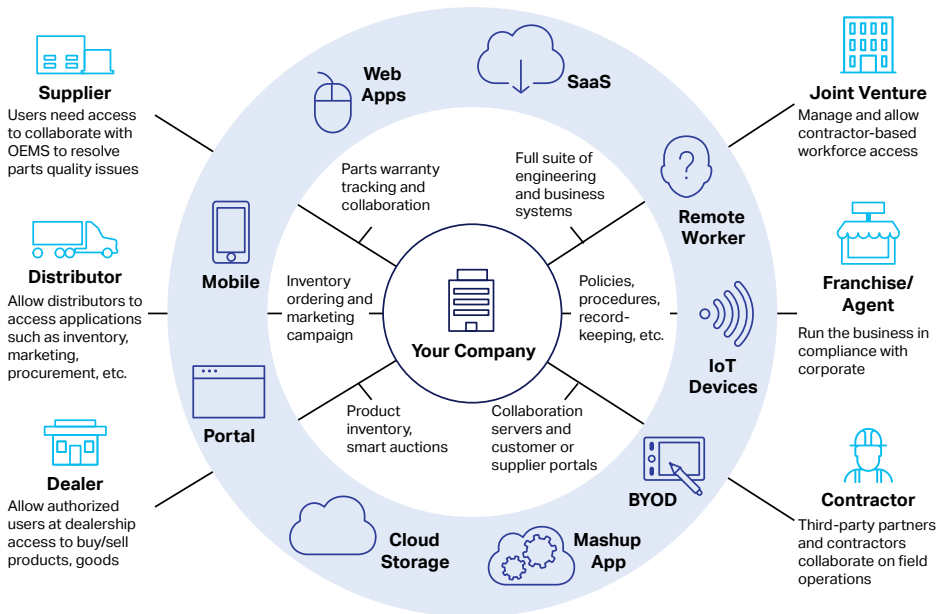 Supplier
Users need access
to collaborate with
OEMS to resolve
parts quality issues
Distributor
Allow distributors to
access applications
such as inventory,
marketing,
procurement, etc.
Dealer
Allow authorized
users at dealership
access to buy/sell
products, goods
Web
Apps
SaaS
Mobile
Remote
Worker
Portal
IoT
Devices
BYOD
Cloud
Storage
Mashup
App
Parts warranty
tracking and
collaboration
Full suite of
engineering
and business
systems
Inventory
ordering and
marketing
campaign
Your Company
Policies,
procedures,
record-
keeping, etc.
Product
inventory,
smart auctions
Collaboration
servers and
customer or
supplier portals
Joint Venture
Manage and allow
contractor-based
workforce access
Franchise/
Agent
Run the business in
compliance with
corporate
Contractor
Third-party partners
and contractors
collaborate on field
operations
?